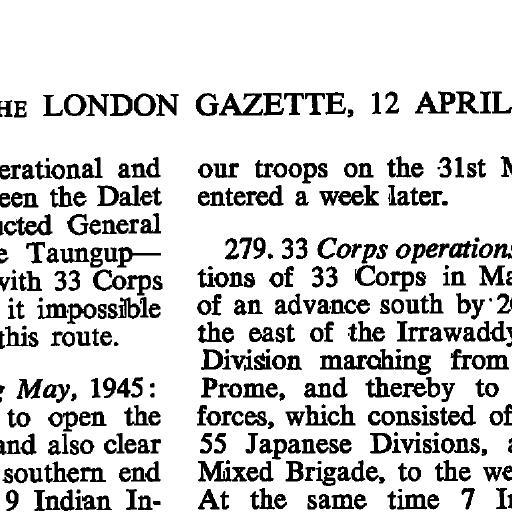 HE LONDON GAZETTE, 12 APRIL
erational and
een the Dalet
ucted General
e Taungup—
with 33 Corps
it impossible
this route.
May, 1945:
to open the
and also clear
southern end
9 Indian In-
our troops on the 31st M
entered a week later.
279. 33 Corps operations
tions of 33 Corps in Ma
of an advance south by 20
the east of the Irrawaddy
Division marching from
Prome, and thereby to
forces, which consisted of
55 Japanese Divisions, a
Mixed Brigade, to the we
At the same time 7 In